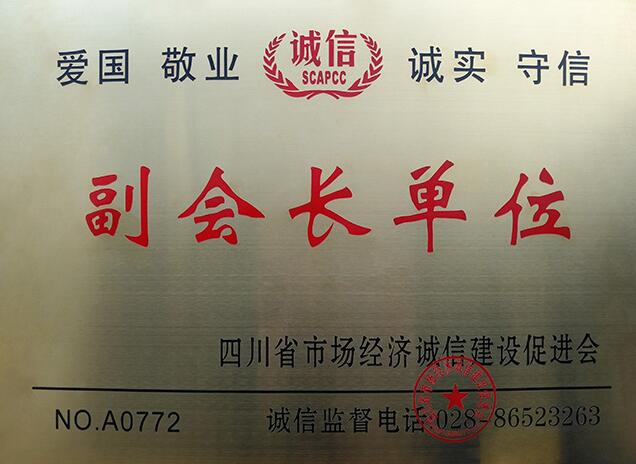 爱国 敬业 诚信 诚实 守信
SCAPCC
副会长单位
四川省市场经济诚信建设促进会
NO.A0772 诚信监督电话:028-86523263